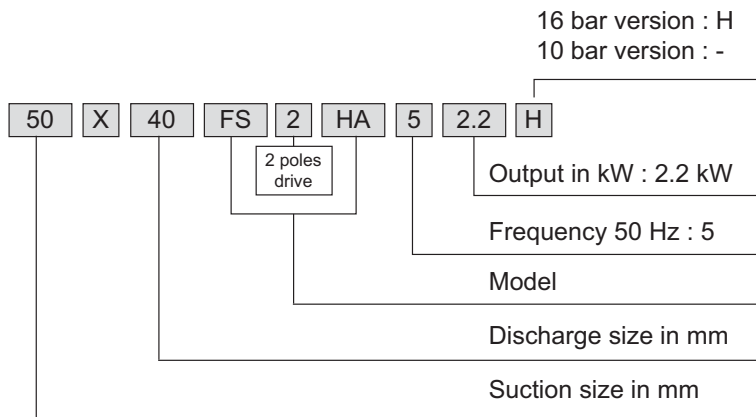 16 bar version : H
10 bar version : -
50 X 40 FS 2 HA 5 2.2 H
2 poles
drive
Output in kW : 2.2 kW
Frequency 50 Hz : 5
Model
Discharge size in mm
Suction size in mm